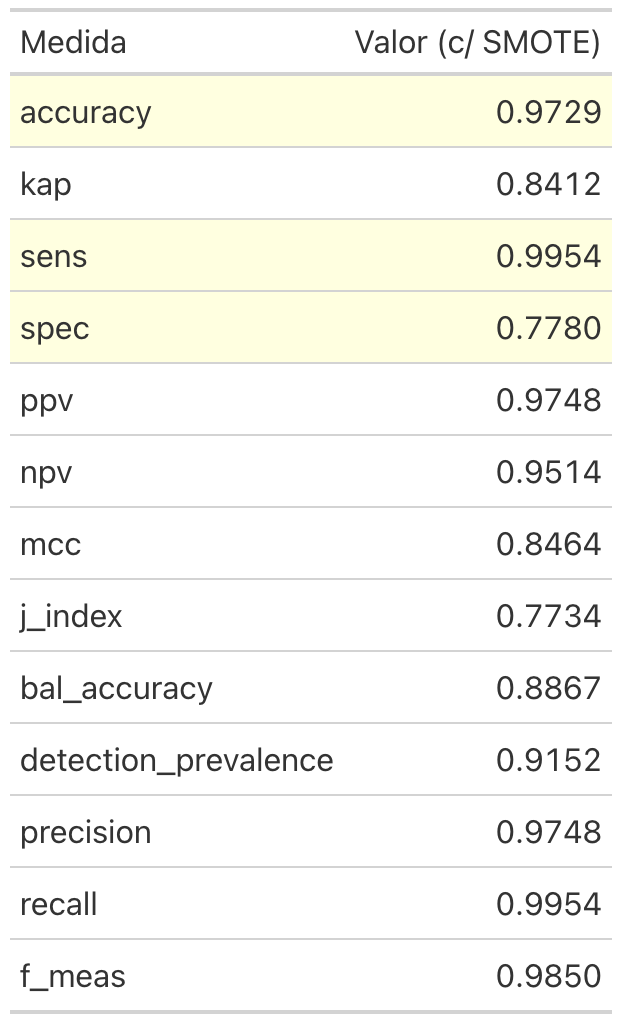 Medida Valor (c/ SMOTE)
accuracy 0.9729
kap 0.8412
sens 0.9954
spec 0.7780
ppv 0.9748
npv 0.9514
mcc 0.8464
j_index 0.7734
bal_accuracy 0.8867
detection_prevalence 0.9152
precision 0.9748
recall 0.9954
f_meas 0.9850